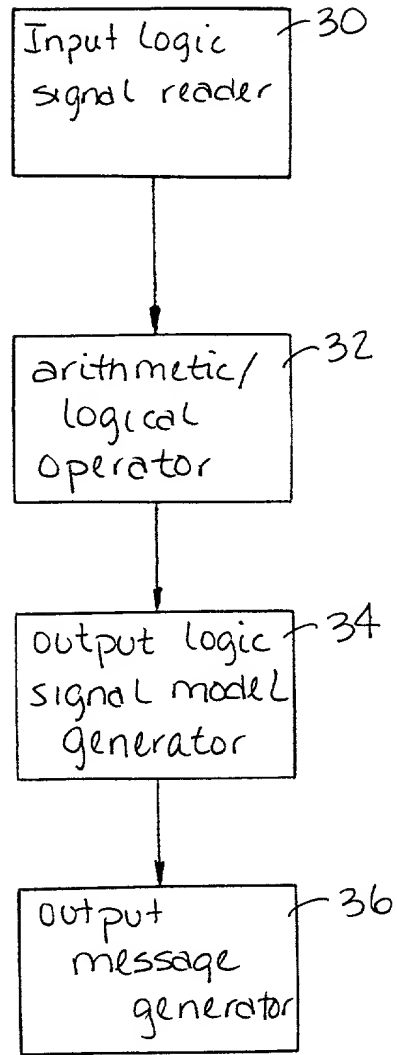 Input logic
signal reader
30
arithmetic/
logical
operator
32
output logic
signal model
generator
34
output
message
generator
36